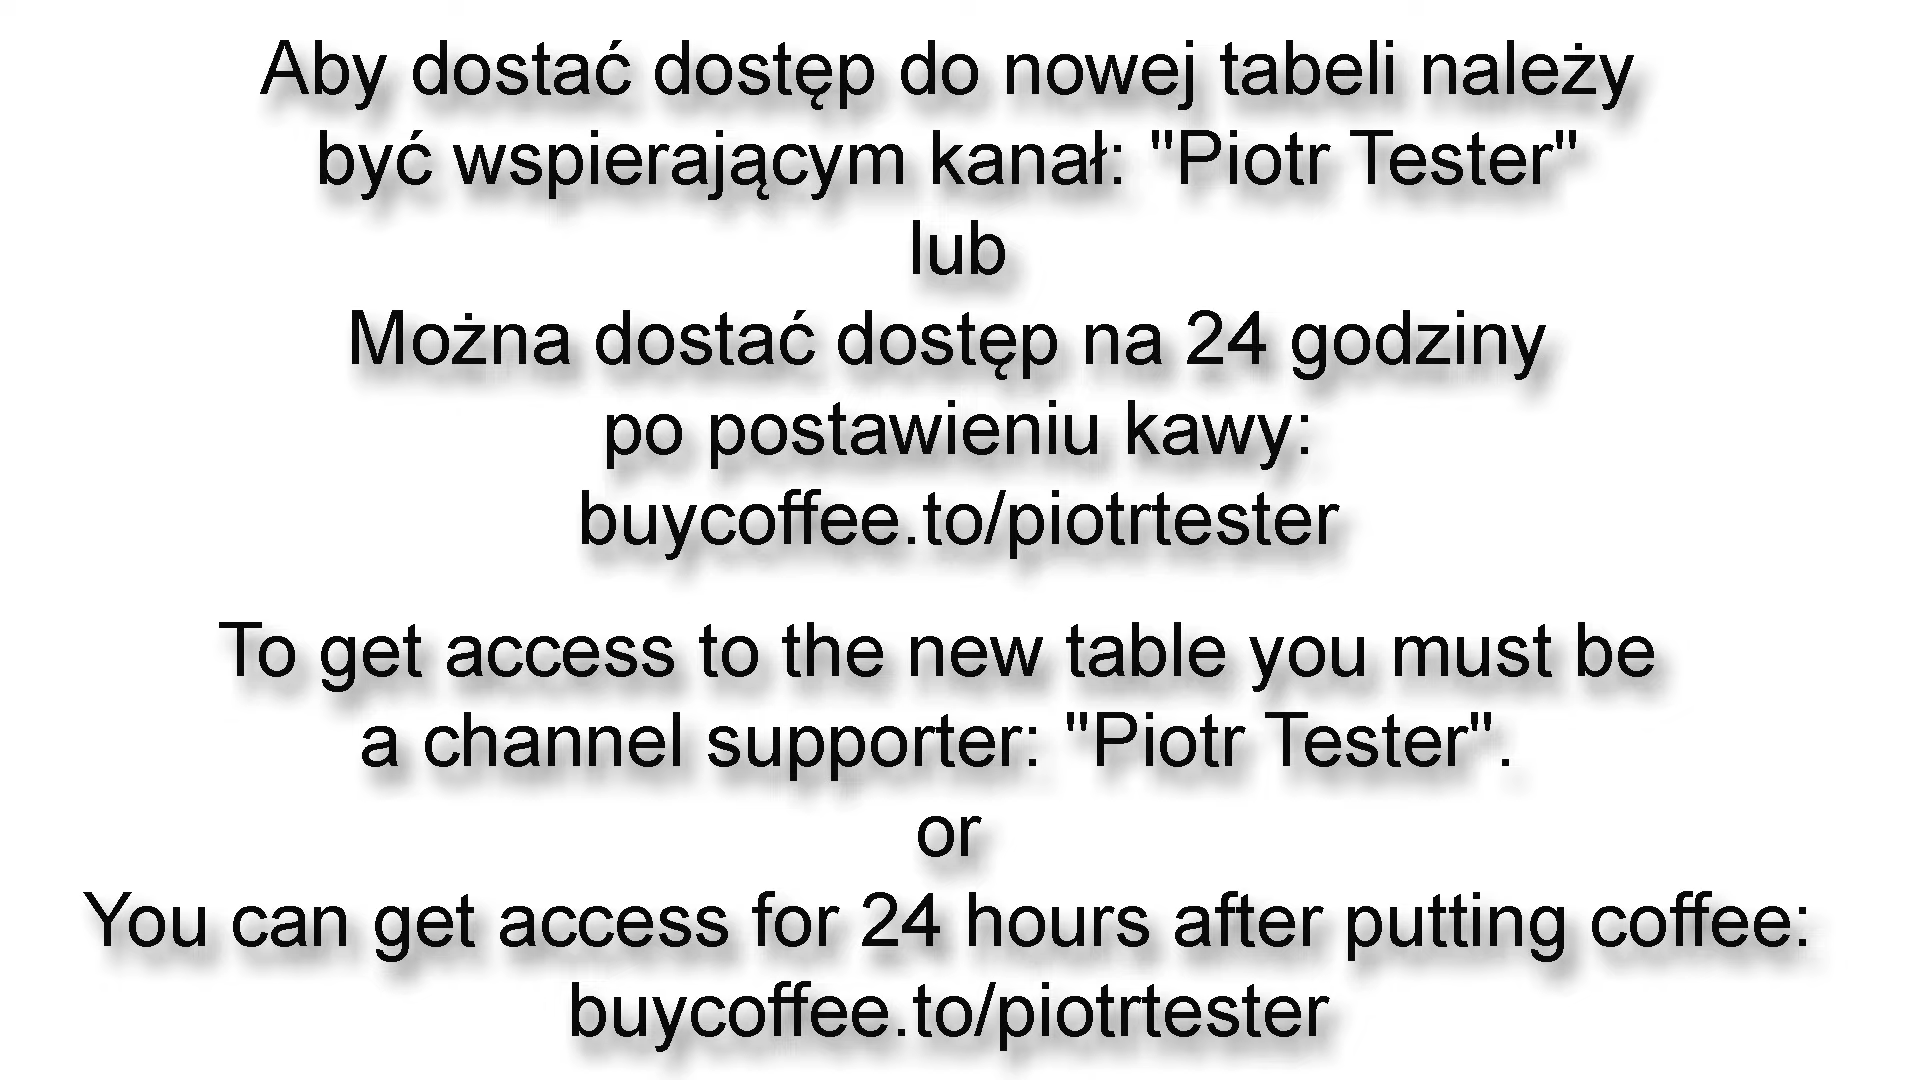 Aby dostać dostęp do nowej tabeli należy
być wspierającym kanał: "Piotr Tester"
lub
Można dostać dostęp na 24 godziny
po postawieniu kawy:
buycoffee.to/piotrtester
To get access to the new table you must be
a channel supporter: "Piotr Tester".
or
You can get access for 24 hours after putting coffee:
buycoffee.to/piotrtester